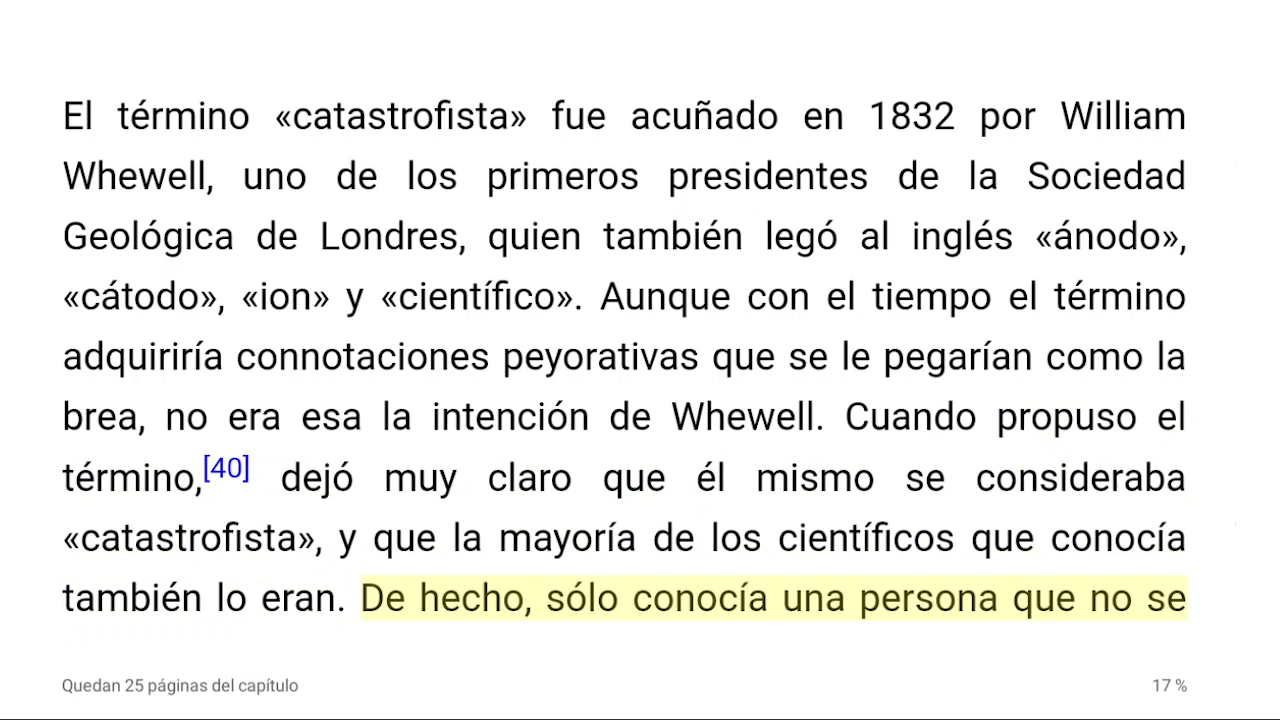 El término «catastrofista» fue acuñado en 1832 por William
Whewell, uno de los primeros presidentes de la Sociedad
Geológica de Londres, quien también legó al inglés «ánodo»,
«cátodo», «ion» y «científico». Aunque con el tiempo el término
adquiriría connotaciones peyorativas que se le pegarían como la
brea, no era esa la intención de Whewell. Cuando propuso el
término,[40] dejó muy claro que él mismo se consideraba
«catastrofista», y que la mayoría de los científicos que conocía
también lo eran. De hecho, sólo conocía una persona que no se
Quedan 25 páginas del capítulo
17 %